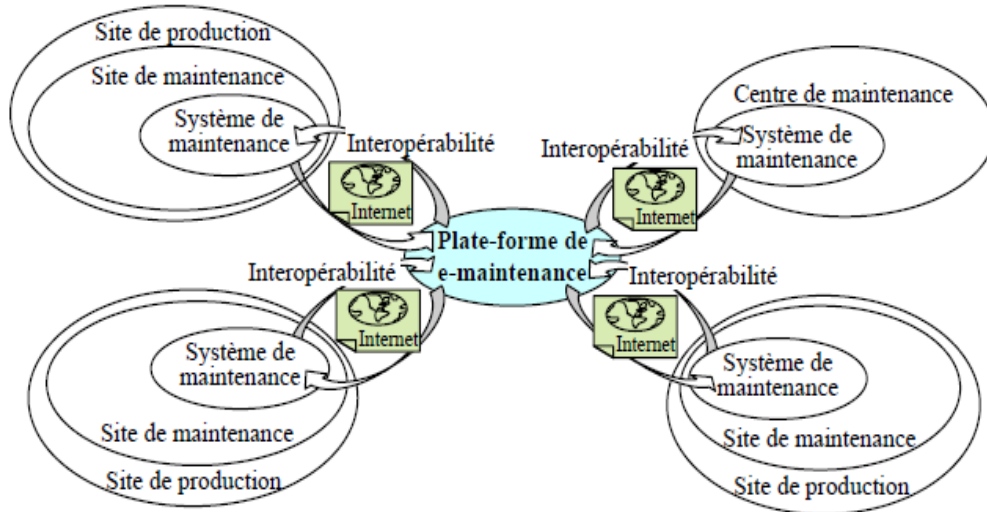 Site de production
Site de maintenance
Système de
maintenance
Interopérabilité
Internet
Centre de maintenance
Système de
maintenance
Interopérabilité
Internet
Plate-forme de
e-maintenance
Interopérabilité
Internet
Système de
maintenance
Site de maintenance
Site de production
Interopérabilité
Internet
Système de
maintenance
Site de maintenance
Site de production